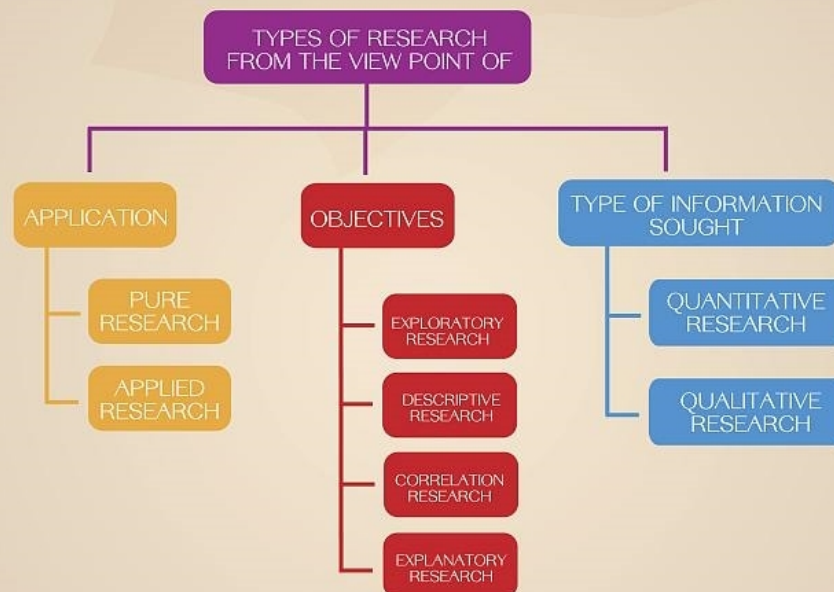 TYPES OF RESEARCH
FROM THE VIEW POINT OF
APPLICATION
PURE
RESEARCH
APPLIED
RESEARCH
OBJECTIVES
EXPLORATORY
RESEARCH
DESCRIPTIVE
RESEARCH
CORRELATION
RESEARCH
EXPLANATORY
RESEARCH
TYPE OF INFORMATION
SOUGHT
QUANTITATIVE
RESEARCH
QUALITATIVE
RESEARCH